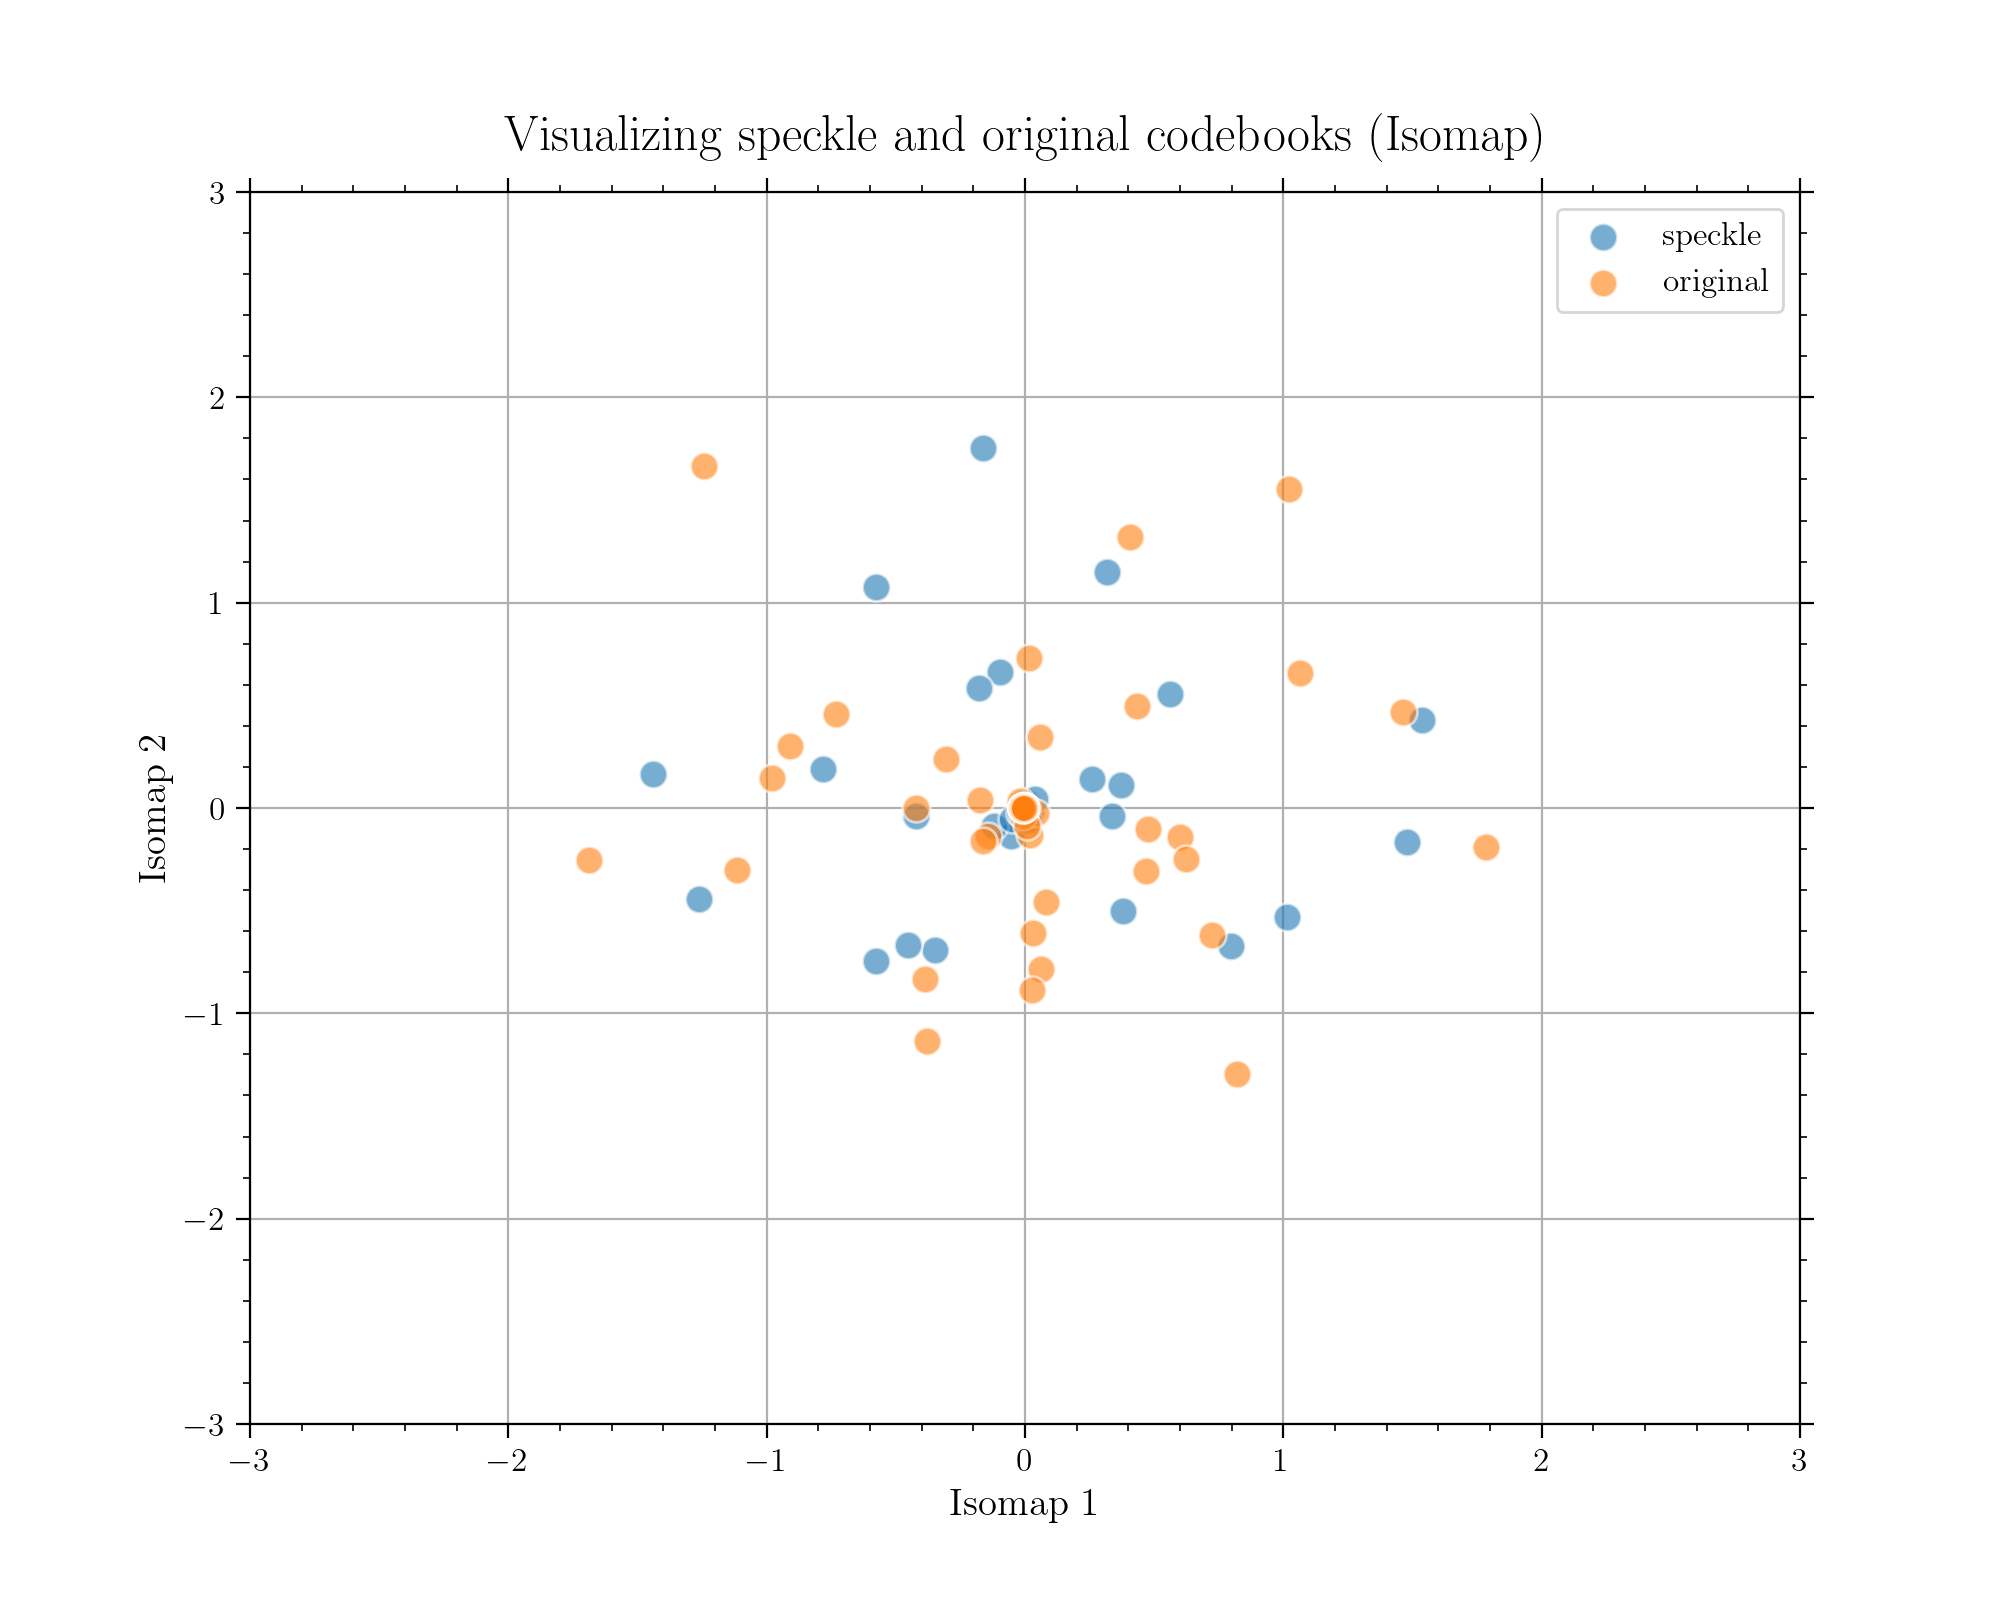 Visualizing speckle and original codebooks (Isomap)
speckle
original
3
2
1
0
−1
−2
−3
Isomap 2
−3
−2
−1
0
1
2
3
Isomap 1